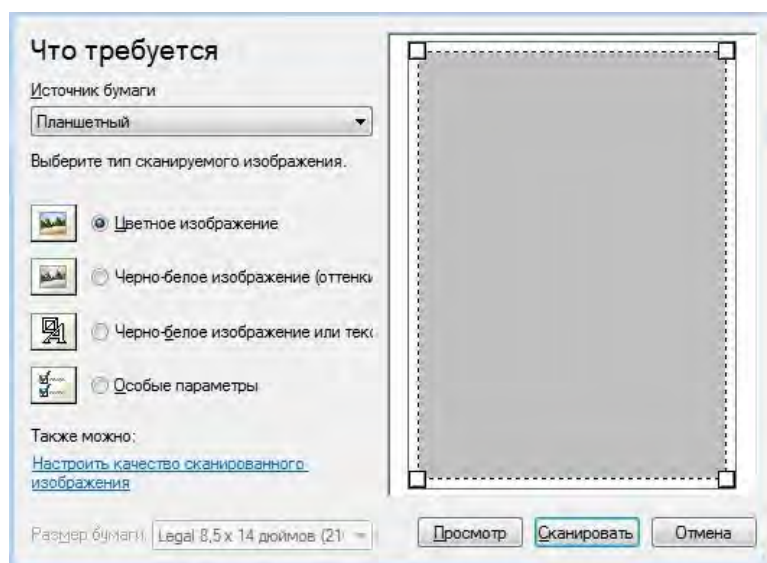 Что требуется
Источник бумаги
Планшетный
Выберите тип сканируемого изображения.
Цветное изображение
Черно-белое изображение (оттенки
Черно-белое изображение или текс
Особые параметры
Также можно:
Настроить качество сканированного
изображения
Размер бумаги: Legal 8,5 x 14 дюймов (21
Просмотр Сканировать Отмена